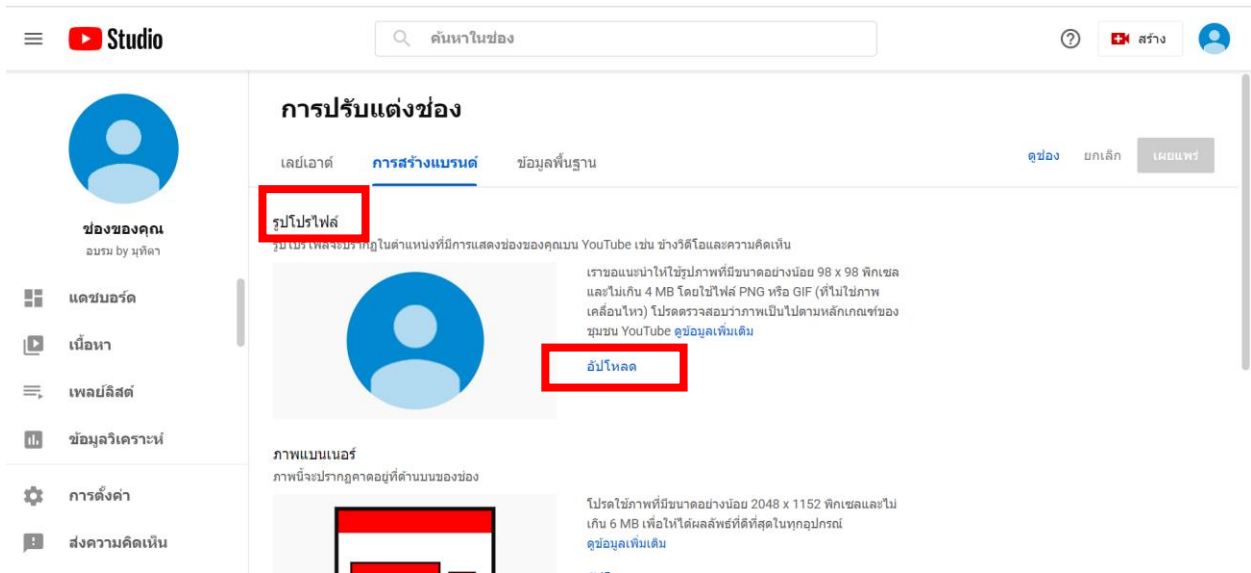 Studio
ค้นหาในช่อง
สร้าง
ช่องของคุณ
อบรม by มุทิตา
แดชบอร์ด
เนื้อหา
เพลย์ลิสต์
ข้อมูลวิเคราะห์
การตั้งค่า
ส่งความคิดเห็น
การปรับแต่งช่อง
เลย์เอาต์ การสร้างแบรนด์ ข้อมูลพื้นฐาน
ดูช่อง ยกเลิก เผยแพร่
รูปโปรไฟล์
รูปโปรไฟล์จะปรากฏในตำแหน่งที่มีการแสดงช่องของคุณบน YouTube เช่น ข้างวิดีโอและความคิดเห็น
เราขอแนะนำให้ใช้รูปภาพที่มีขนาดอย่างน้อย 98 x 98 พิกเซล
และไม่เกิน 4 MB โดยใช้ไฟล์ PNG หรือ GIF (ที่ไม่ใช่ภาพ
เคลื่อนไหว) โปรดตรวจสอบว่าภาพเป็นไปตามหลักเกณฑ์ของ
ชุมชน YouTube ดูข้อมูลเพิ่มเติม
อัปโหลด
ภาพแบนเนอร์
ภาพนี้จะปรากฏคาดอยู่ที่ด้านบนของช่อง
โปรดใช้ภาพที่มีขนาดอย่างน้อย 2048 x 1152 พิกเซลและไม่
เกิน 6 MB เพื่อให้ได้ผลลัพธ์ที่ดีที่สุดในทุกอุปกรณ์
ดูข้อมูลเพิ่มเติม